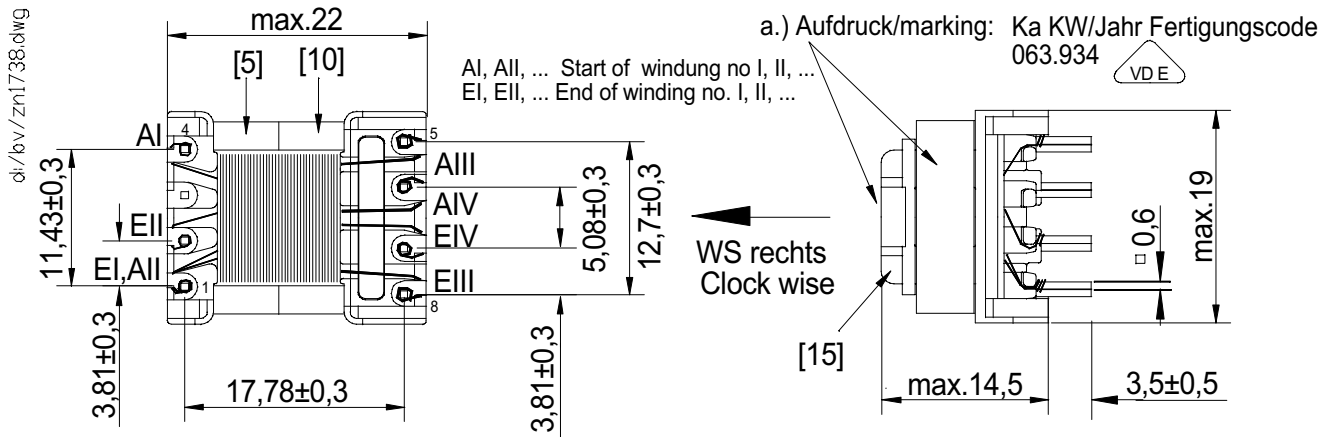 di/bv/zn1738.dwg
max.22
[5]
[10]
AI, AII, ... Start of windung no I, II, ...
EI, EII, ... End of winding no. I, II, ...
a.) Aufdruck/marking: Ka KW/Jahr Fertigungscode
063.934
VDE
AI
4
5
AIII
AIV
EII
EIV
EI,AII
1
EIII
8
11,43±0,3
3,81±0,3
17,78±0,3
3,81±0,3
5,08±0,3
12,7±0,3
WS rechts
Clock wise
[15]
max.14,5
3,5±0,5
0,6
max.19